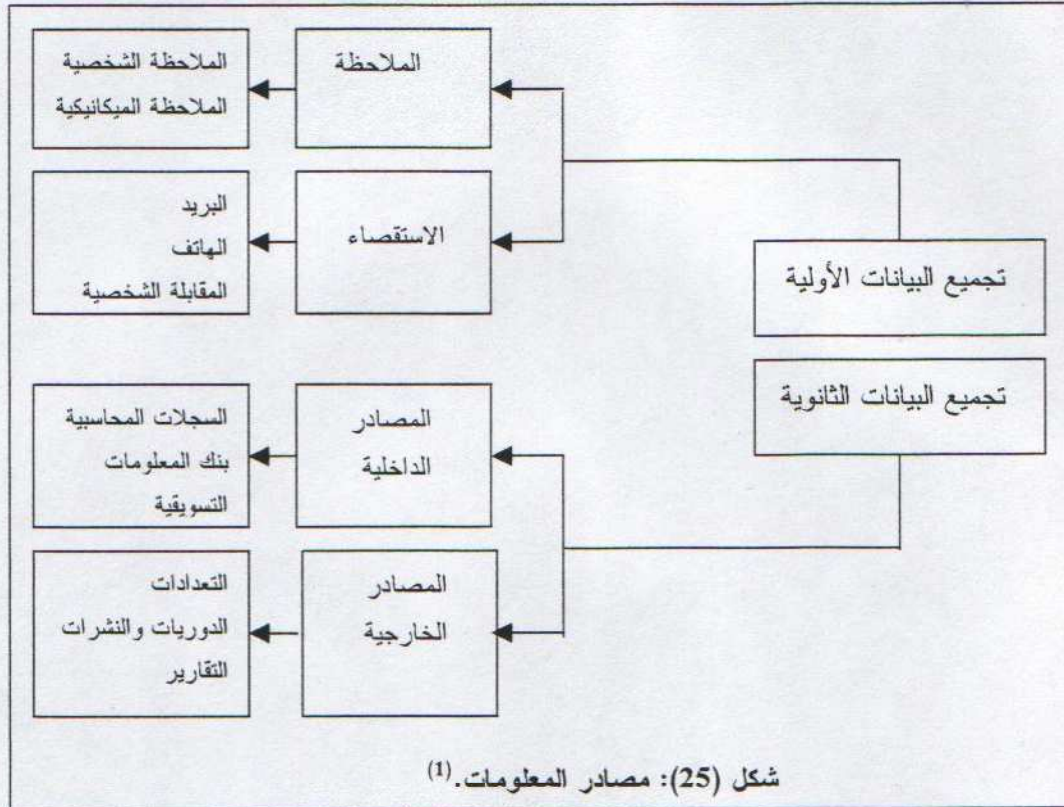 تجميع البيانات الأولية
الملاحظة
الملاحظة الشخصية
الملاحظة الميكانيكية
الاستقصاء
البريد
الهاتف
المقابلة الشخصية
تجميع البيانات الثانوية
المصادر
الداخلية
السجلات المحاسبية
بنك المعلومات
التسويقية
المصادر
الخارجية
التعدادات
الدوريات والنشرات
التقارير
شكل (25): مصادر المعلومات.(1)